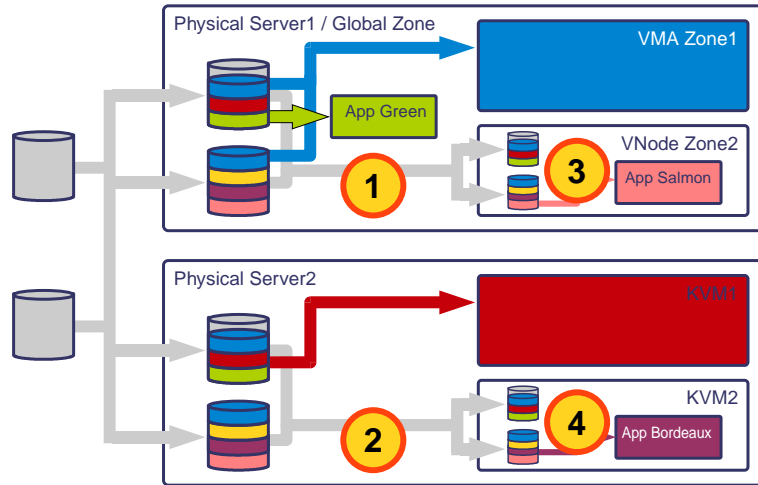 Physical Server1 / Global Zone
VMA Zone1
App Green
VNode Zone2
1
3
App Salmon
Physical Server2
KVM1
KVM2
2
4
App Bordeaux